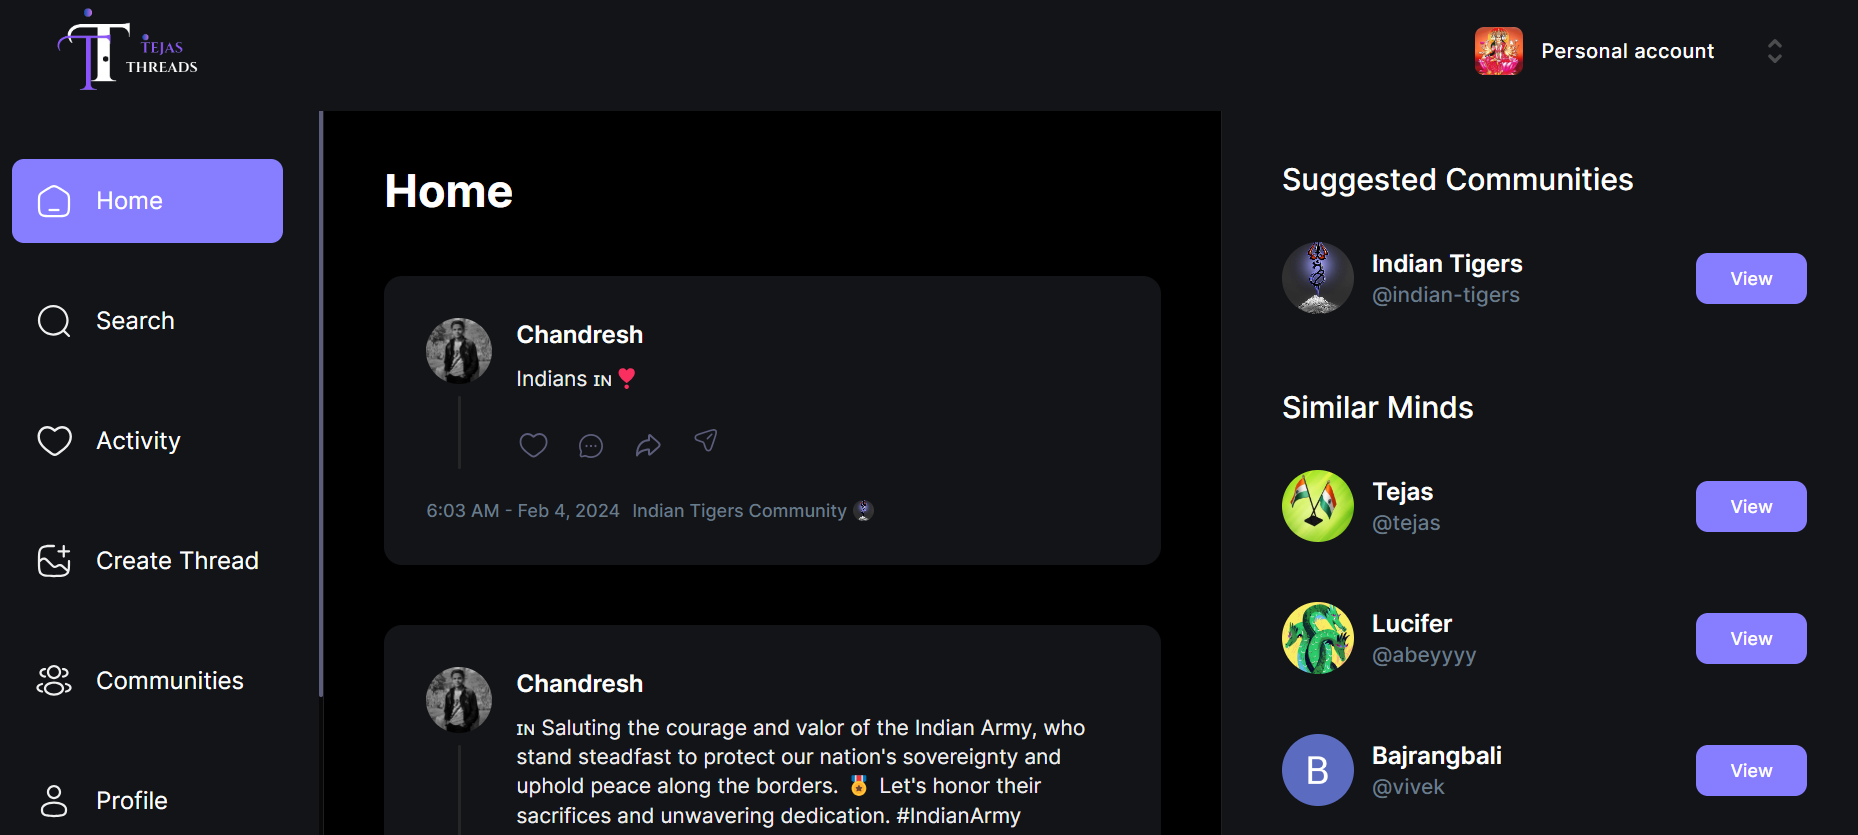 TEJAS
THREADS
Personal account
Home
Search
Activity
Create Thread
Communities
Profile
Home
Chandresh
Indians IN ❣️
6:03 AM - Feb 4, 2024 Indian Tigers Community
Chandresh
IN Saluting the courage and valor of the Indian Army, who
stand steadfast to protect our nation's sovereignty and
uphold peace along the borders. 🏅 Let's honor their
sacrifices and unwavering dedication. #IndianArmy
Suggested Communities
Indian Tigers
@indian-tigers
View
Similar Minds
Tejas
@tejas
View
Lucifer
@abeyyyy
View
B
Bajrangbali
@vivek
View